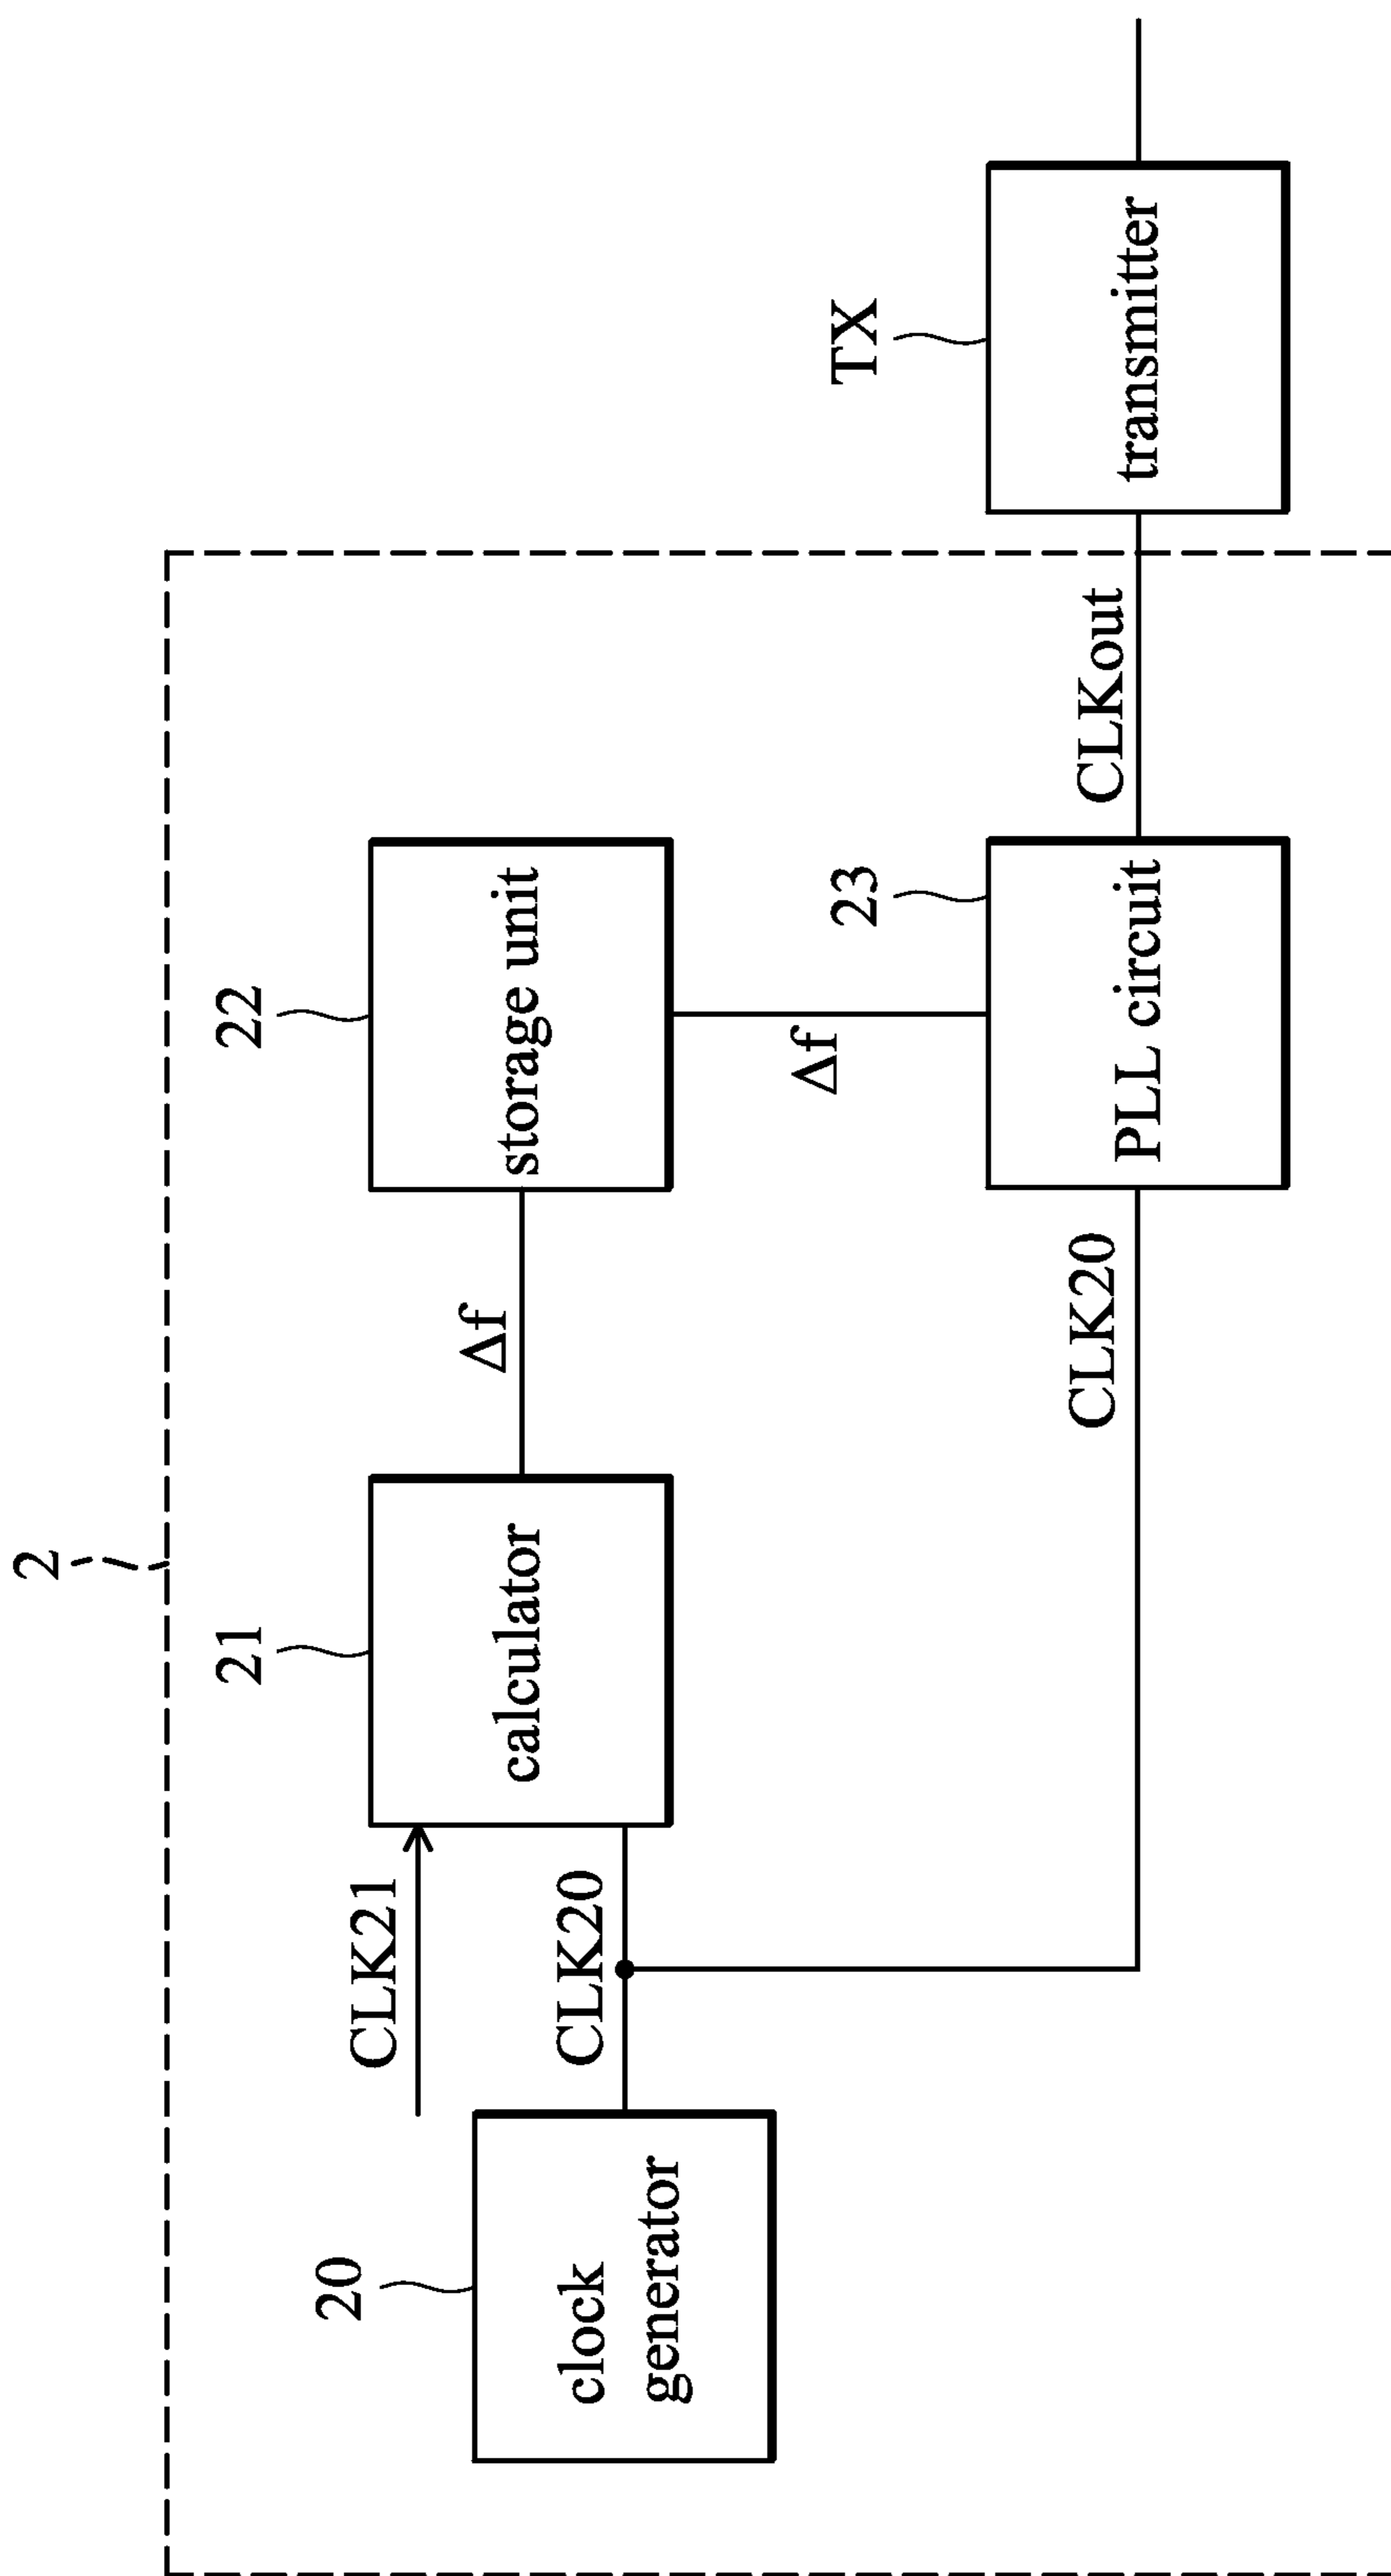 2
20
clock
generator
CLK21
CLK20
21
calculator
Δf
22
storage unit
Δf
CLK20
23
PLL circuit
CLKout
TX
transmitter